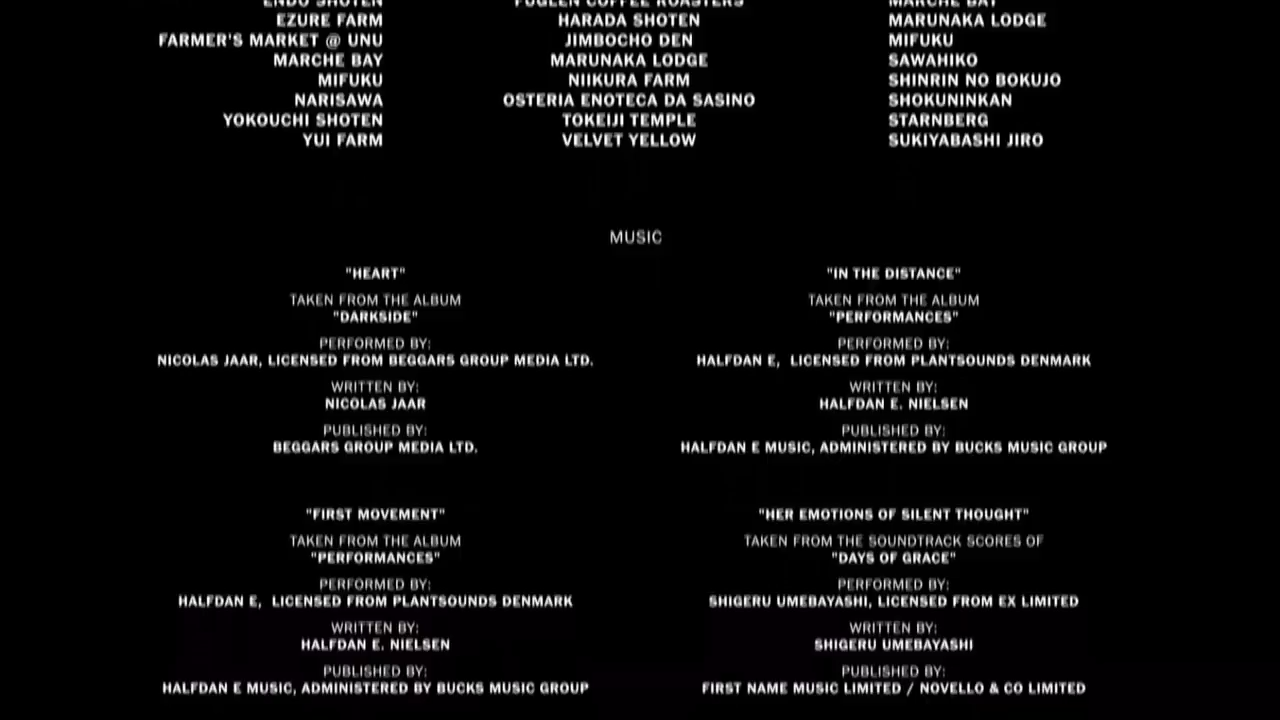 ENDO SHOTEN
EZURE FARM
FARMER'S MARKET @ UNU
MARCHE BAY
MIFUKU
NARISAWA
YOKOUCHI SHOTEN
YUI FARM
FUGLEN COFFEE ROASTERS
HARADA SHOTEN
JIMBOCHO DEN
MARUNAKA LODGE
NIIKURA FARM
OSTERIA ENOTECA DA SASINO
TOKEIJI TEMPLE
VELVET YELLOW
MARCHE BAY
MARUNAKA LODGE
MIFUKU
SAWAHIKO
SHINRIN NO BOKUJO
SHOKUNINKAN
STARNBERG
SUKIYABASHI JIRO
MUSIC
"HEART"
TAKEN FROM THE ALBUM
"DARKSIDE"
PERFORMED BY:
NICOLAS JAAR, LICENSED FROM BEGGARS GROUP MEDIA LTD.
WRITTEN BY:
NICOLAS JAAR
PUBLISHED BY:
BEGGARS GROUP MEDIA LTD.
"IN THE DISTANCE"
TAKEN FROM THE ALBUM
"PERFORMANCES"
PERFORMED BY:
HALFDAN E, LICENSED FROM PLANTSOUNDS DENMARK
WRITTEN BY:
HALFDAN E. NIELSEN
PUBLISHED BY:
HALFDAN E MUSIC, ADMINISTERED BY BUCKS MUSIC GROUP
"FIRST MOVEMENT"
TAKEN FROM THE ALBUM
"PERFORMANCES"
PERFORMED BY:
HALFDAN E, LICENSED FROM PLANTSOUNDS DENMARK
WRITTEN BY:
HALFDAN E. NIELSEN
PUBLISHED BY:
HALFDAN E MUSIC, ADMINISTERED BY BUCKS MUSIC GROUP
"HER EMOTIONS OF SILENT THOUGHT"
TAKEN FROM THE SOUNDTRACK SCORES OF
"DAYS OF GRACE"
PERFORMED BY:
SHIGERU UMEBAYASHI, LICENSED FROM EX LIMITED
WRITTEN BY:
SHIGERU UMEBAYASHI
PUBLISHED BY:
FIRST NAME MUSIC LIMITED / NOVELLO & CO LIMITED